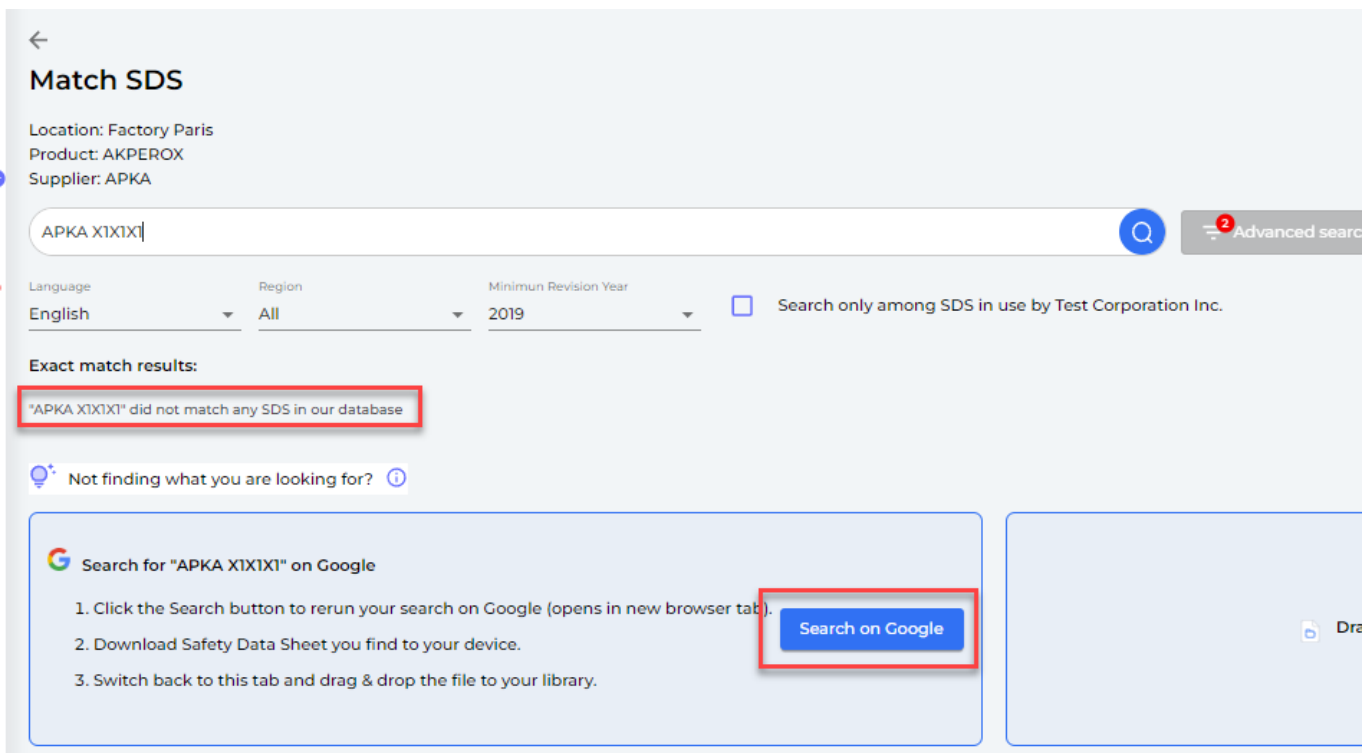 Match SDS
Location: Factory Paris
Product: AKPEROX
Supplier: APKA
APKA X1X1X1
2
Advanced searc
Language
Region
Minimun Revision Year
English
All
2019
Search only among SDS in use by Test Corporation Inc.
Exact match results:
"APKA X1X1X1" did not match any SDS in our database
Not finding what you are looking for?
Search for "APKA X1X1X1" on Google
1. Click the Search button to rerun your search on Google (opens in new browser tab).
2. Download Safety Data Sheet you find to your device.
3. Switch back to this tab and drag & drop the file to your library.
Search on Google
Dra